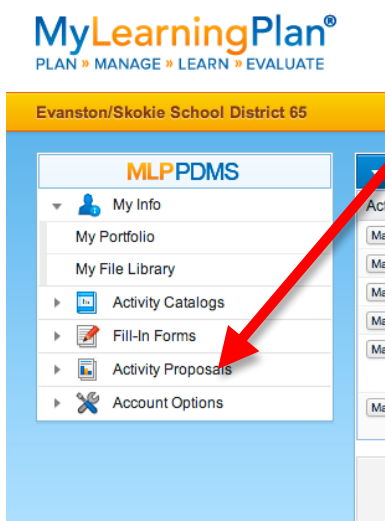 MyLearningPlan®
PLAN » MANAGE » LEARN » EVALUATE
Evanston/Skokie School District 65
MLPPDMS
My Info
My Portfolio
My File Library
Activity Catalogs
Fill-In Forms
Activity Proposals
Account Options